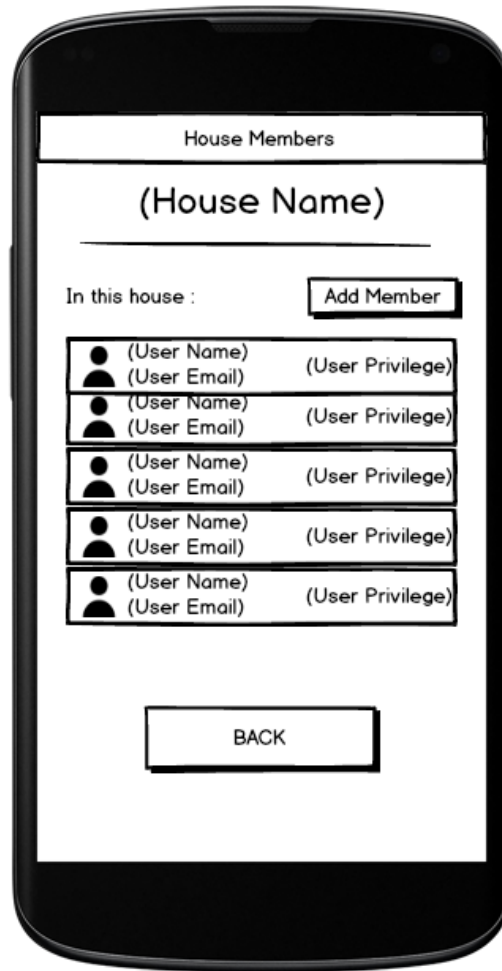 House Members
(House Name)
In this house :
Add Member
(User Name)
(User Email)
(User Privilege)
(User Name)
(User Email)
(User Privilege)
(User Name)
(User Email)
(User Privilege)
(User Name)
(User Email)
(User Privilege)
(User Name)
(User Email)
(User Privilege)
BACK